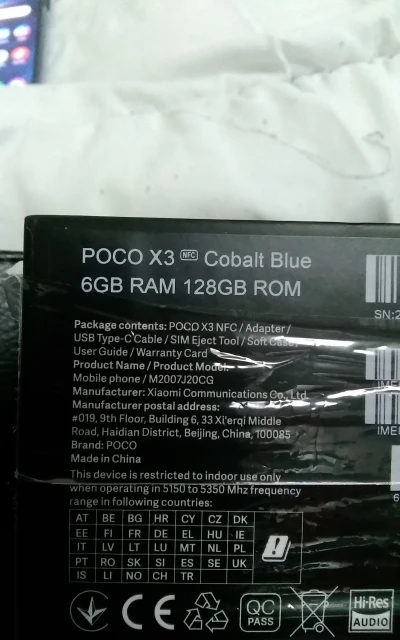 POCO X3 NFC Cobalt Blue
6GB RAM 128GB ROM
Package contents: POCO X3 NFC / Adapter /
USB Type-C Cable / SIM Eject Tool / Soft Case /
User Guide / Warranty Card
Product Name / Product Model:
Mobile phone / M2007J20CG
Manufacturer: Xiaomi Communications Co., Ltd.
Manufacturer postal address:
#019, 9th Floor, Building 6, 33 Xi'erqi Middle
Road, Haidian District, Beijing, China, 100085
Brand: POCO
Made in China
This device is restricted to indoor use only
when operating in 5150 to 5350 Mhz frequency
range in following countries:
AT BE BG HR CY CZ DK
EE FI FR DE EL HU IE
IT LV LT LU MT NL PL
PT RO SK SI ES SE UK
IS LI NO CH TR
SN:2
IMEI
IMEI
6
CE
QC
PASS
Hi-Res
AUDIO